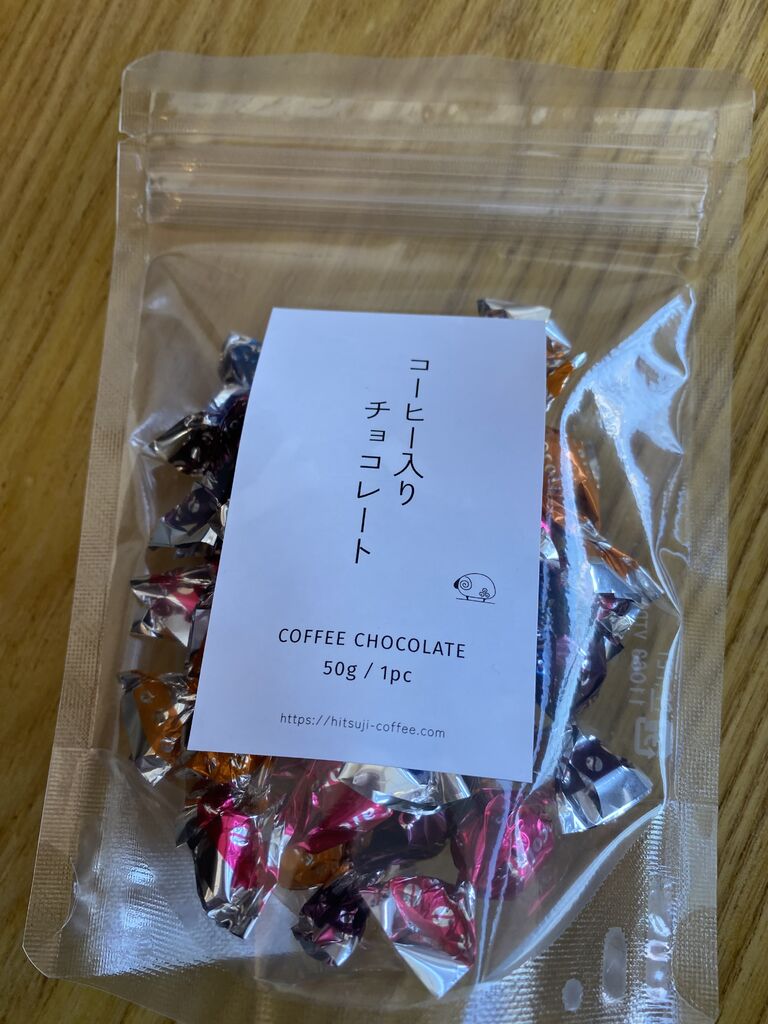 コーヒー入り
チョコレート
COFFEE CHOCOLATE
50g / 1pc
https://hitsuji-coffee.com